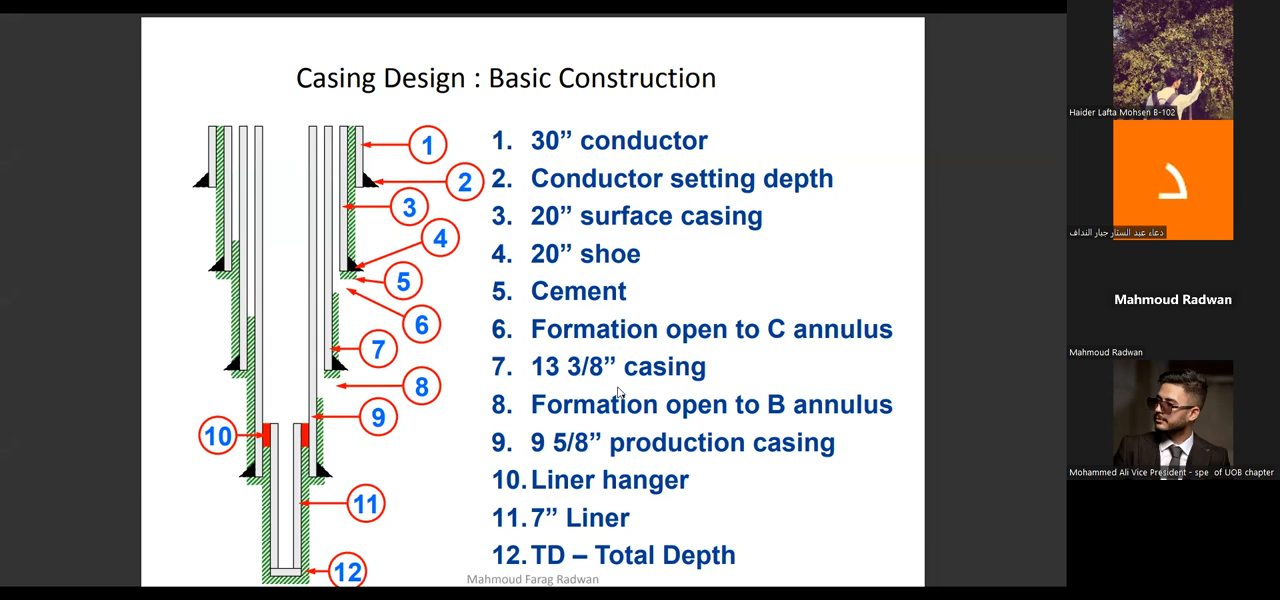 Casing Design : Basic Construction
1. 30” conductor
2. Conductor setting depth
3. 20” surface casing
4. 20” shoe
5. Cement
6. Formation open to C annulus
7. 13 3/8” casing
8. Formation open to B annulus
9. 9 5/8” production casing
10. Liner hanger
11. 7” Liner
12. TD – Total Depth
1
2
3
4
5
6
7
8
9
10
11
12
Mahmoud Farag Radwan
Haider Lafta Mohsen B-102
د
دعاء عبد الستار جبار النداف
Mahmoud Radwan
Mahmoud Radwan
Mohammed Ali Vice President - spe of UOB chapter